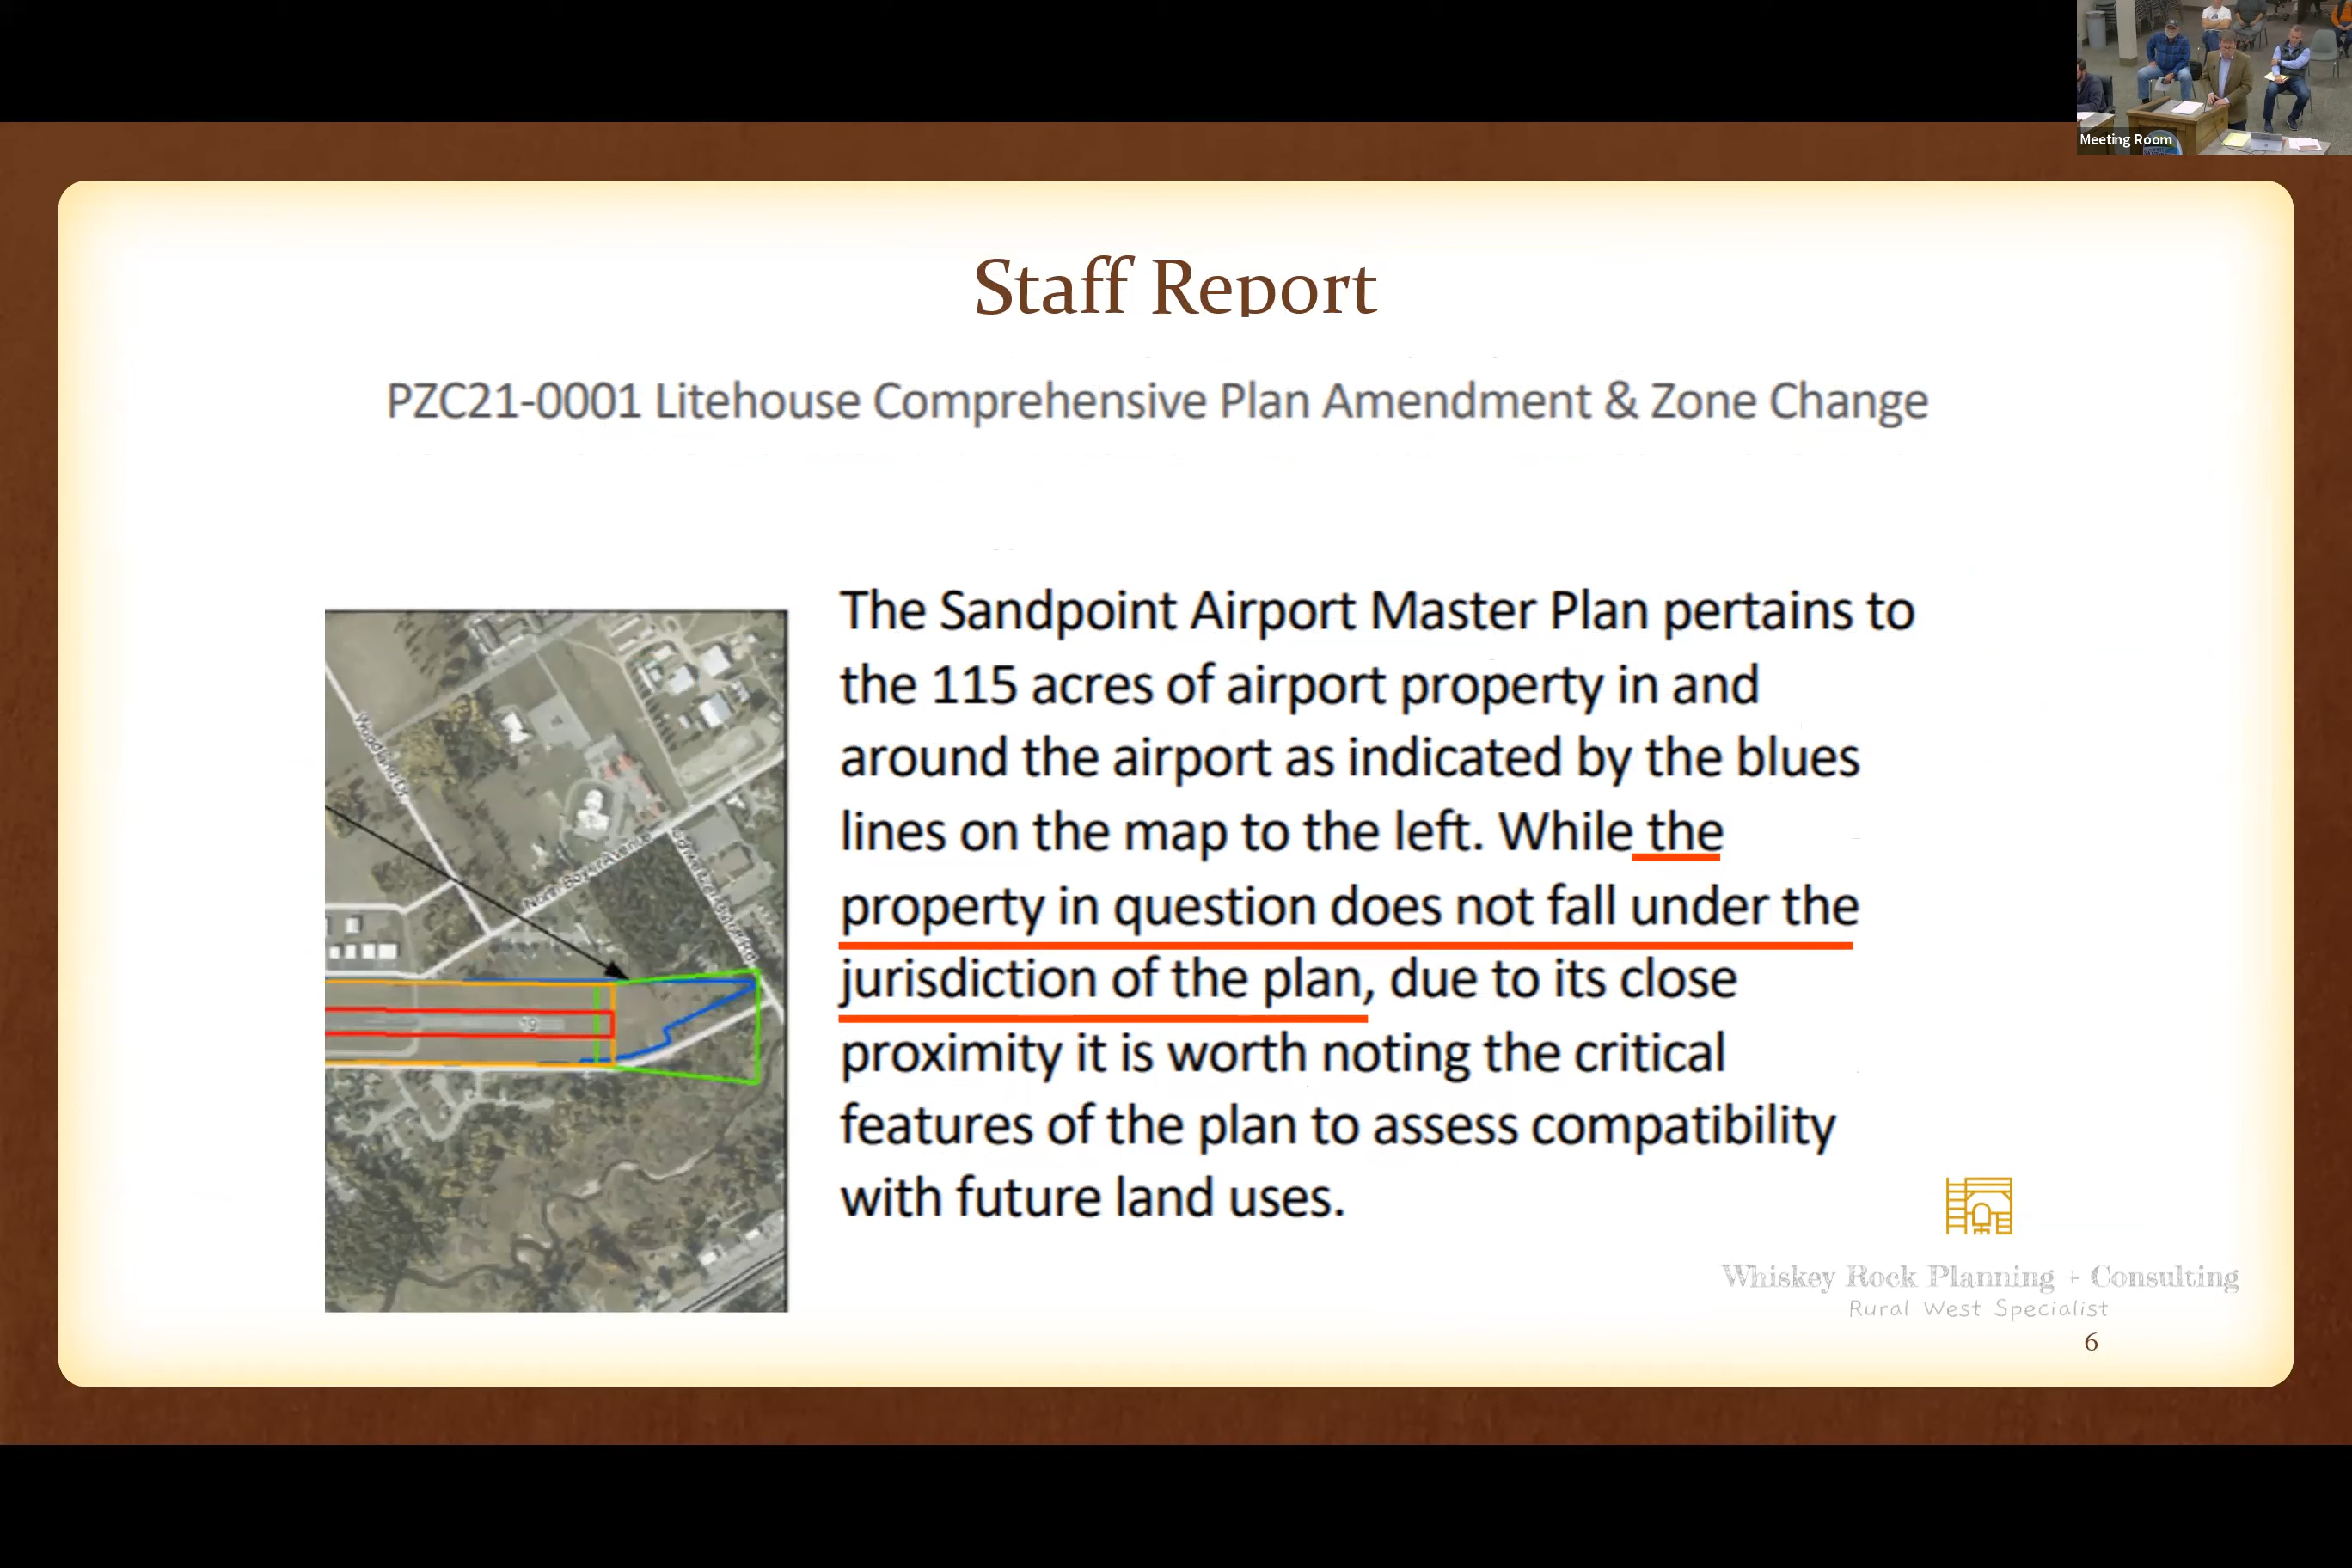 Meeting Room
Staff Report
PZC21-0001 Litehouse Comprehensive Plan Amendment & Zone Change
The Sandpoint Airport Master Plan pertains to
the 115 acres of airport property in and
around the airport as indicated by the blues
lines on the map to the left. While the
property in question does not fall under the
jurisdiction of the plan, due to its close
proximity it is worth noting the critical
features of the plan to assess compatibility
with future land uses.
Woodland Dr
19
Whiskey Rock Planning + Consulting
Rural West Specialist
6